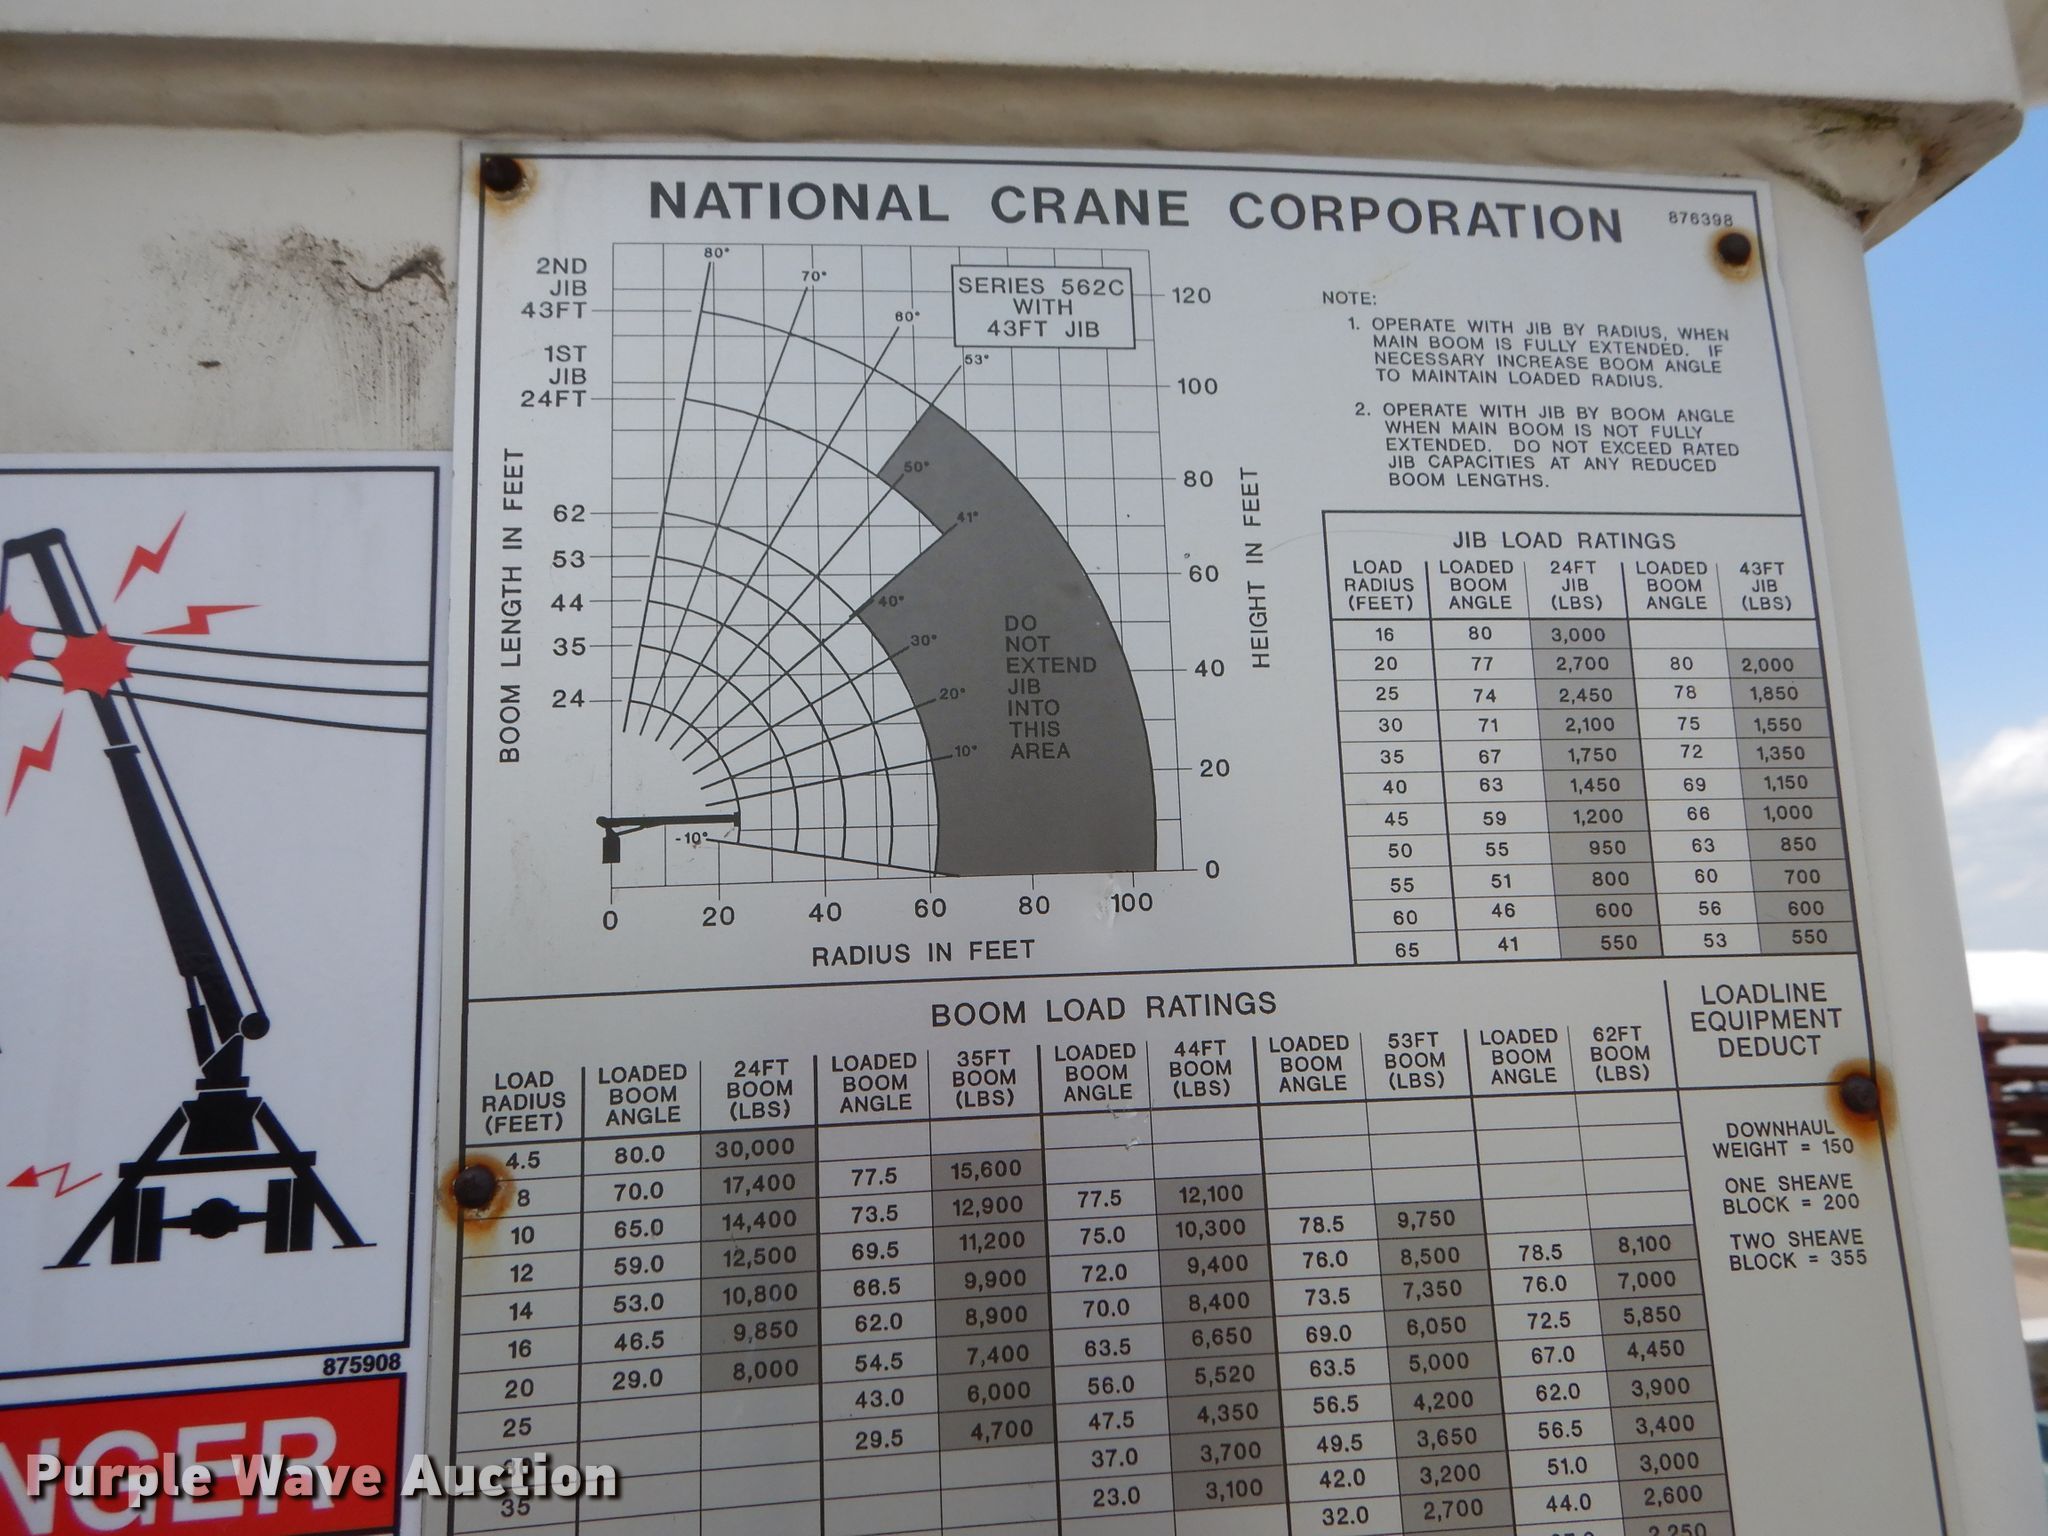 NATIONAL CRANE CORPORATION
876398
2ND
JIB
43FT
1ST
JIB
24FT
62
53
44
35
24
BOOM LENGTH IN FEET
80°
70°
60°
53°
50°
41°
40°
30°
20°
10°
-10°
SERIES 562C
WITH
43FT JIB
DO
NOT
EXTEND
JIB
INTO
THIS
AREA
120
100
80
60
40
20
0
HEIGHT IN FEET
0 20 40 60 80 100
RADIUS IN FEET
NOTE:
1. OPERATE WITH JIB BY RADIUS, WHEN
MAIN BOOM IS FULLY EXTENDED. IF
NECESSARY INCREASE BOOM ANGLE
TO MAINTAIN LOADED RADIUS.
2. OPERATE WITH JIB BY BOOM ANGLE
WHEN MAIN BOOM IS NOT FULLY
EXTENDED. DO NOT EXCEED RATED
JIB CAPACITIES AT ANY REDUCED
BOOM LENGTHS.
JIB LOAD RATINGS
LOAD LOADED 24FT LOADED 43FT
RADIUS BOOM JIB BOOM JIB
(FEET) ANGLE (LBS) ANGLE (LBS)
16 80 3,000
20 77 2,700 80 2,000
25 74 2,450 78 1,850
30 71 2,100 75 1,550
35 67 1,750 72 1,350
40 63 1,450 69 1,150
45 59 1,200 66 1,000
50 55 950 63 850
55 51 800 60 700
60 46 600 56 600
65 41 550 53 550
BOOM LOAD RATINGS
LOAD LOADED 24FT LOADED 35FT LOADED 44FT LOADED 53FT LOADED 62FT
RADIUS BOOM BOOM BOOM BOOM BOOM BOOM BOOM BOOM BOOM BOOM
(FEET) ANGLE (LBS) ANGLE (LBS) ANGLE (LBS) ANGLE (LBS) ANGLE (LBS)
4.5 80.0 30,000
8 70.0 17,400 77.5 15,600
10 65.0 14,400 73.5 12,900 77.5 12,100
12 59.0 12,500 69.5 11,200 75.0 10,300 78.5 9,750
14 53.0 10,800 66.5 9,900 72.0 9,400 76.0 8,500 78.5 8,100
16 46.5 9,850 62.0 8,900 70.0 8,400 73.5 7,350 76.0 7,000
20 29.0 8,000 54.5 7,400 63.5 6,650 69.0 6,050 72.5 5,850
25 43.0 6,000 56.0 5,520 63.5 5,000 67.0 4,450
29.5 4,700 47.5 4,350 56.5 4,200 62.0 3,900
35 37.0 3,700 49.5 3,650 56.5 3,400
23.0 3,100 42.0 3,200 51.0 3,000
32.0 2,700 44.0 2,600
2,250
LOADLINE
EQUIPMENT
DEDUCT
DOWNHAUL
WEIGHT = 150
ONE SHEAVE
BLOCK = 200
TWO SHEAVE
BLOCK = 355
875908
NGER
Purple Wave Auction